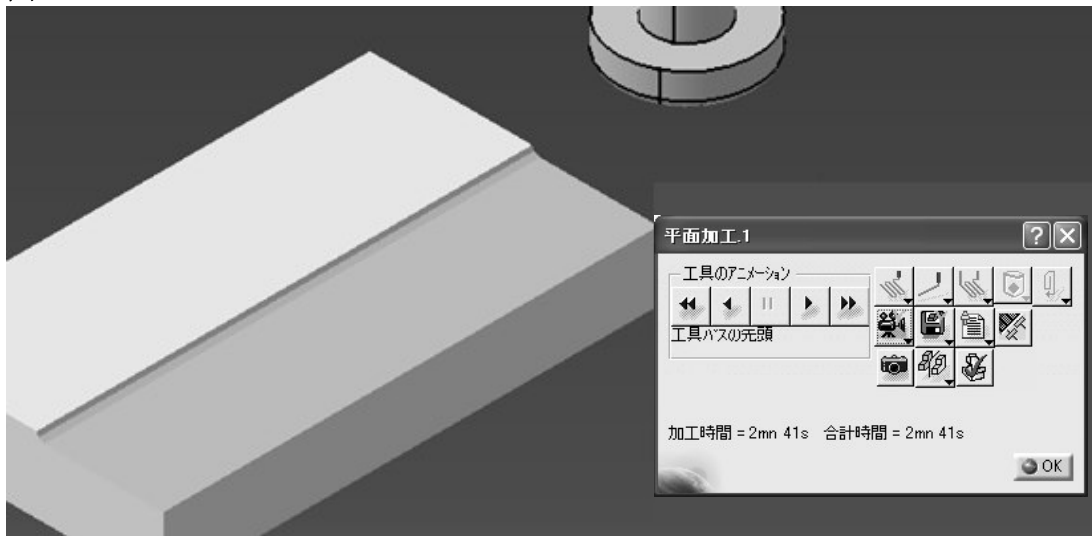 平面加工.1
工具のアニメーション
工具パスの先頭
加工時間 = 2mn 41s 合計時間 = 2mn 41s
OK